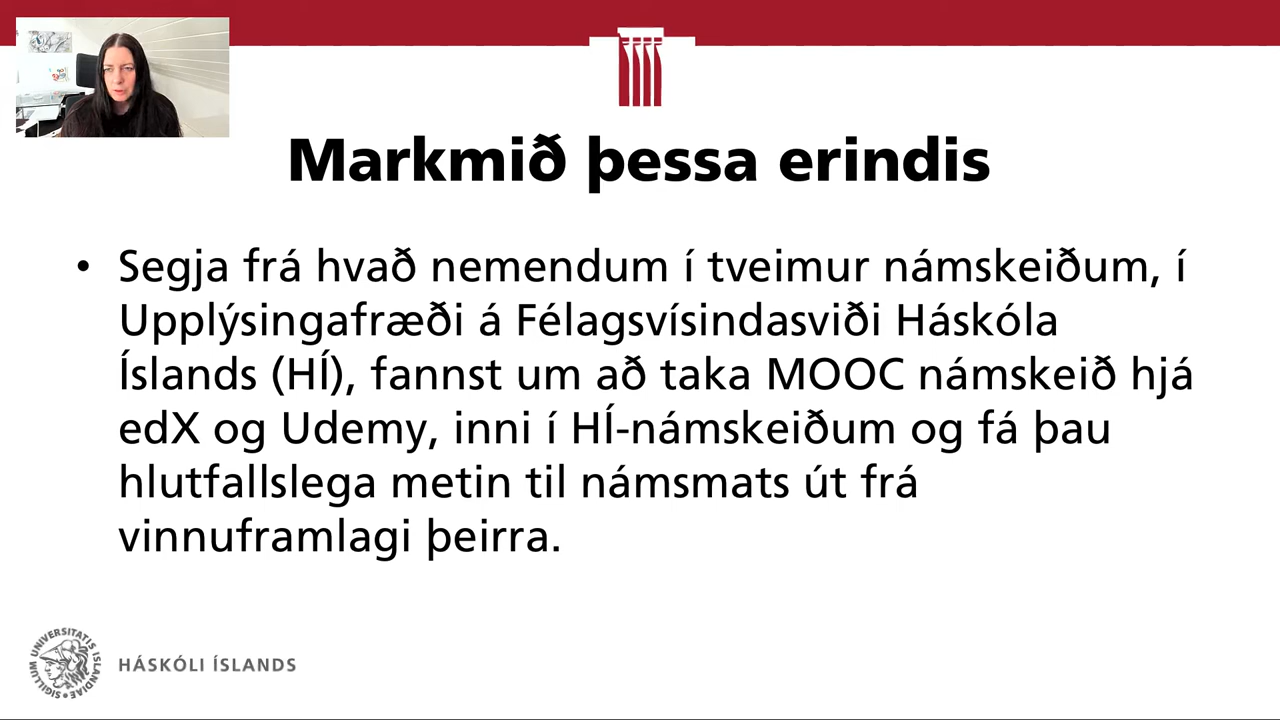 Markmið þessa erindis
• Segja frá hvað nemendum í tveimur námskeiðum, í
Upplýsingafræði á Félagsvísindasviði Háskóla
Íslands (HÍ), fannst um að taka MOOC námskeið hjá
edX og Udemy, inni í HÍ-námskeiðum og fá þau
hlutfallslega metin til námsmats út frá
vinnuframlagi þeirra.
SIGILLUM UNIVERSITATIS ISLANDIAE
HÁSKÓLI ÍSLANDS